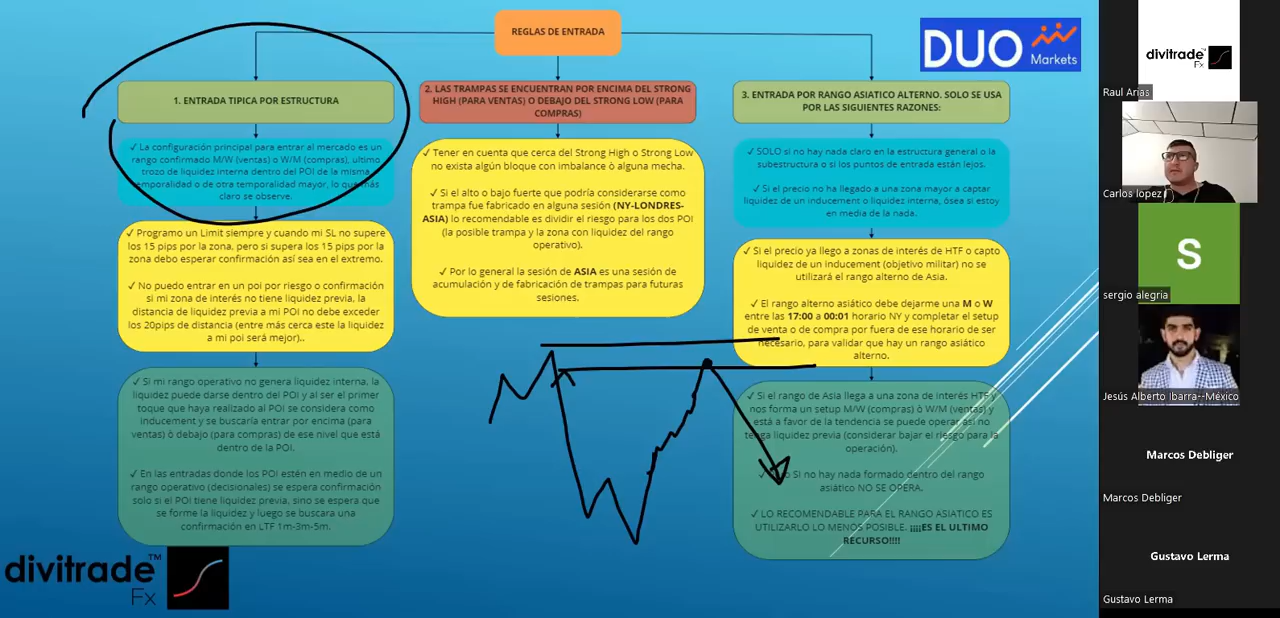 REGLAS DE ENTRADA
DUO
Markets
1. ENTRADA TIPICA POR ESTRUCTURA
✓ La configuración principal para entrar al mercado es un
rango confirmado M/W (ventas) o W/M (compras), ultimo
trozo de liquidez interna dentro del POI de la misma
temporalidad o de otra temporalidad mayor, lo que más
claro se observe.
✓ Programo un Limit siempre y cuando mi SL no supere
los 15 pips por la zona, pero si supera los 15 pips por la
zona debo esperar confirmación así sea en el extremo.
✓ No puedo entrar en un poi por riesgo o confirmación
si mi zona de interés no tiene liquidez previa, la
distancia de liquidez previa a mi POI no debe exceder
los 20pips de distancia (entre más cerca este la liquidez
a mi poi será mejor)..
✓ Si mi rango operativo no genera liquidez interna, la
liquidez puede darse dentro del POI y al ser el primer
toque que haya realizado al POI se considera como
inducement y se buscaría entrar por encima (para
ventas) ò debajo (para compras) de ese nivel que está
dentro de la POI.
✓ En las entradas donde los POI estén en medio de un
rango operativo (decisionales) se espera confirmación
solo si el POI tiene liquidez previa, sino se espera que
se forme la liquidez y luego se buscara una
confirmación en LTF 1m-3m-5m.
2. LAS TRAMPAS SE ENCUENTRAN POR ENCIMA DEL STRONG
HIGH (PARA VENTAS) O DEBAJO DEL STRONG LOW (PARA
COMPRAS)
✓ Tener en cuenta que cerca del Strong High o Strong Low
no exista algún bloque con imbalance ò alguna mecha.
✓ Si el alto o bajo fuerte que podría considerarse como
trampa fue fabricado en alguna sesión (NY-LONDRES-
ASIA) lo recomendable es dividir el riesgo para los dos POI
(la posible trampa y la zona con liquidez del rango
operativo).
✓ Por lo general la sesión de ASIA es una sesión de
acumulación y de fabricación de trampas para futuras
sesiones.
3. ENTRADA POR RANGO ASIATICO ALTERNO. SOLO SE USA
POR LAS SIGUIENTES RAZONES:
✓ SOLO si no hay nada claro en la estructura general o la
subestructura o si los puntos de entrada están lejos.
✓ Si el precio no ha llegado a una zona mayor a captar
liquidez de un inducement o liquidez interna, ósea si estoy
en media de la nada.
✓ Si el precio ya llego a zonas de interés de HTF o capto
liquidez de un inducement (objetivo militar) no se
utilizará el rango alterno de Asia.
✓ El rango alterno asiático debe dejarme una M o W
entre las 17:00 a 00:01 horario NY y completar el setup
de venta o de compra por fuera de ese horario de ser
necesario, para validar que hay un rango asiático
alterno.
✓ Si el rango de Asia llega a una zona de interés HTF y
nos forma un setup M/W (compras) ò W/M (ventas) y
está a favor de la tendencia se puede operar así no
tenga liquidez previa (considerar bajar el riesgo para la
operación).
Si no hay nada formado dentro del rango
asiático NO SE OPERA.
✓ LO RECOMENDABLE PARA EL RANGO ASIATICO ES
UTILIZARLO LO MENOS POSIBLE. ¡¡¡¡ES EL ULTIMO
RECURSO!!!!
divitrade™
Fx
divitrade™
Fx
Raul Arias
Carlos lopez
S
sergio alegria
Jesús Alberto Ibarra--México
Marcos Debliger
Marcos Debliger
Gustavo Lerma
Gustavo Lerma